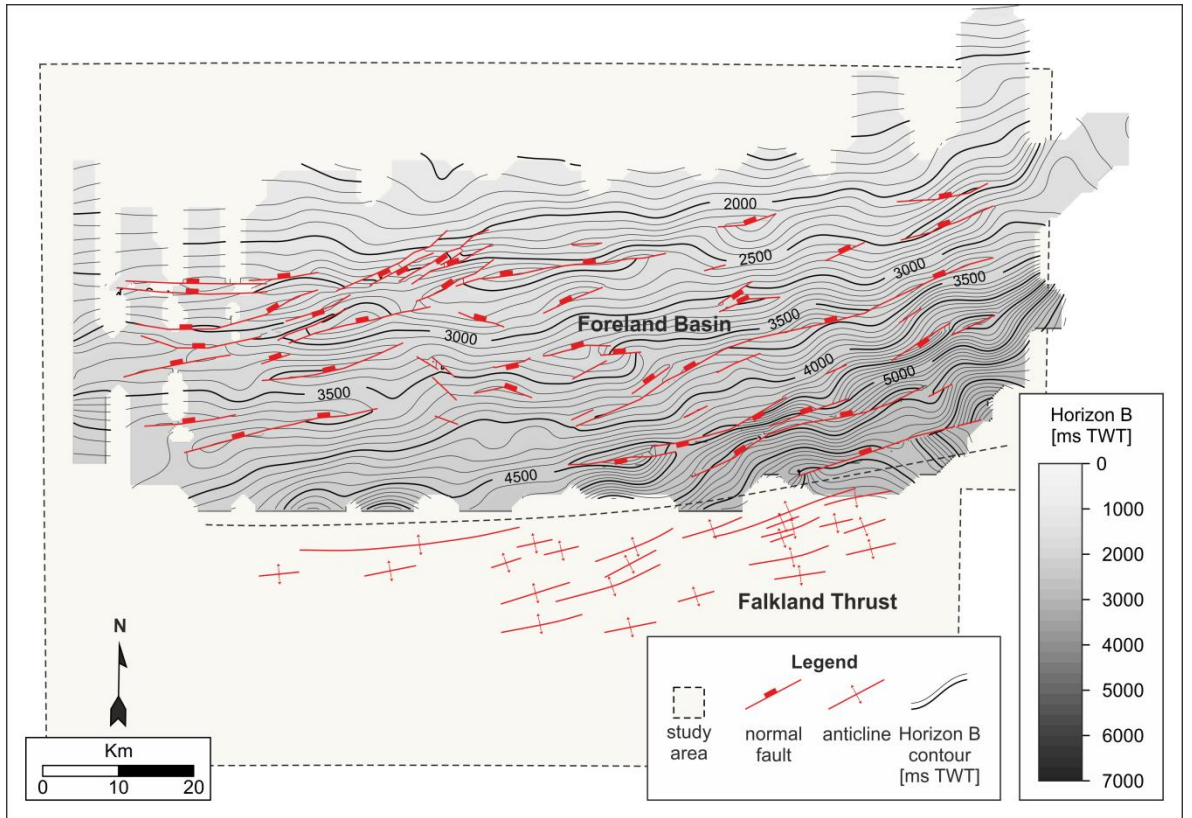 2000
2500
3000
3500
Foreland Basin
3500
3000
4000
5000
3500
4500
Falkland Thrust
N
Km
0 10 20
Legend
study
area
normal
fault
anticline
Horizon B
contour
[ms TWT]
Horizon B
[ms TWT]
0
1000
2000
3000
4000
5000
6000
7000